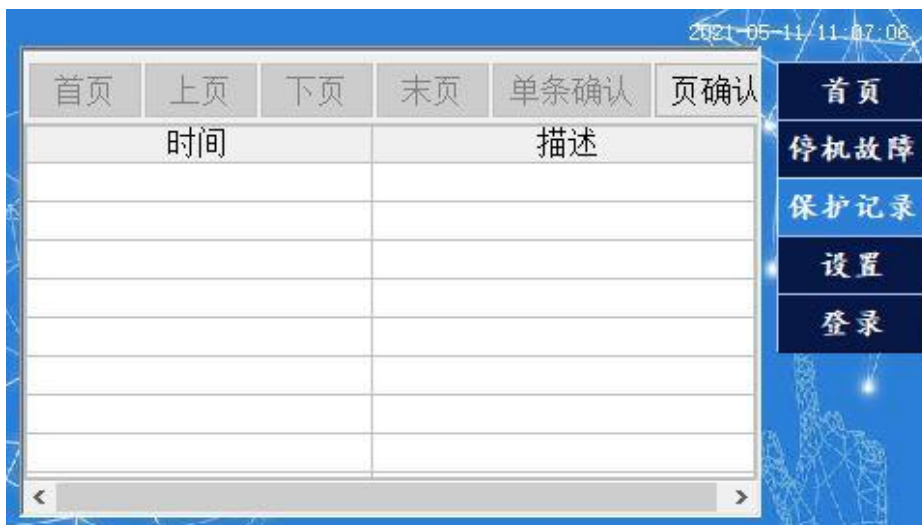 2021-05-11/11:07:06
首页 上页 下页 末页 单条确认 页确认
时间 描述
首页
停机故障
保护记录
设置
登录